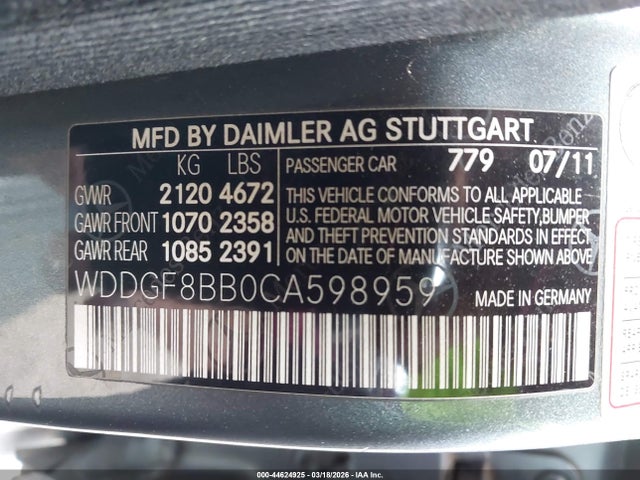 MFD BY DAIMLER AG STUTTGART
KG LBS
GVWR 2120 4672
GAWR FRONT 1070 2358
GAWR REAR 1085 2391
PASSENGER CAR 779 07/11
THIS VEHICLE CONFORMS TO ALL APPLICABLE
U.S. FEDERAL MOTOR VEHICLE SAFETY,BUMPER
AND THEFT PREVENTION STANDARDS IN EFFECT
ON THE DATE OF MANUFACTURE SHOWN ABOVE
WDDGF8BB0CA598959 MADE IN GERMANY
000-44624925 - 03/18/2026 - IAA Inc.